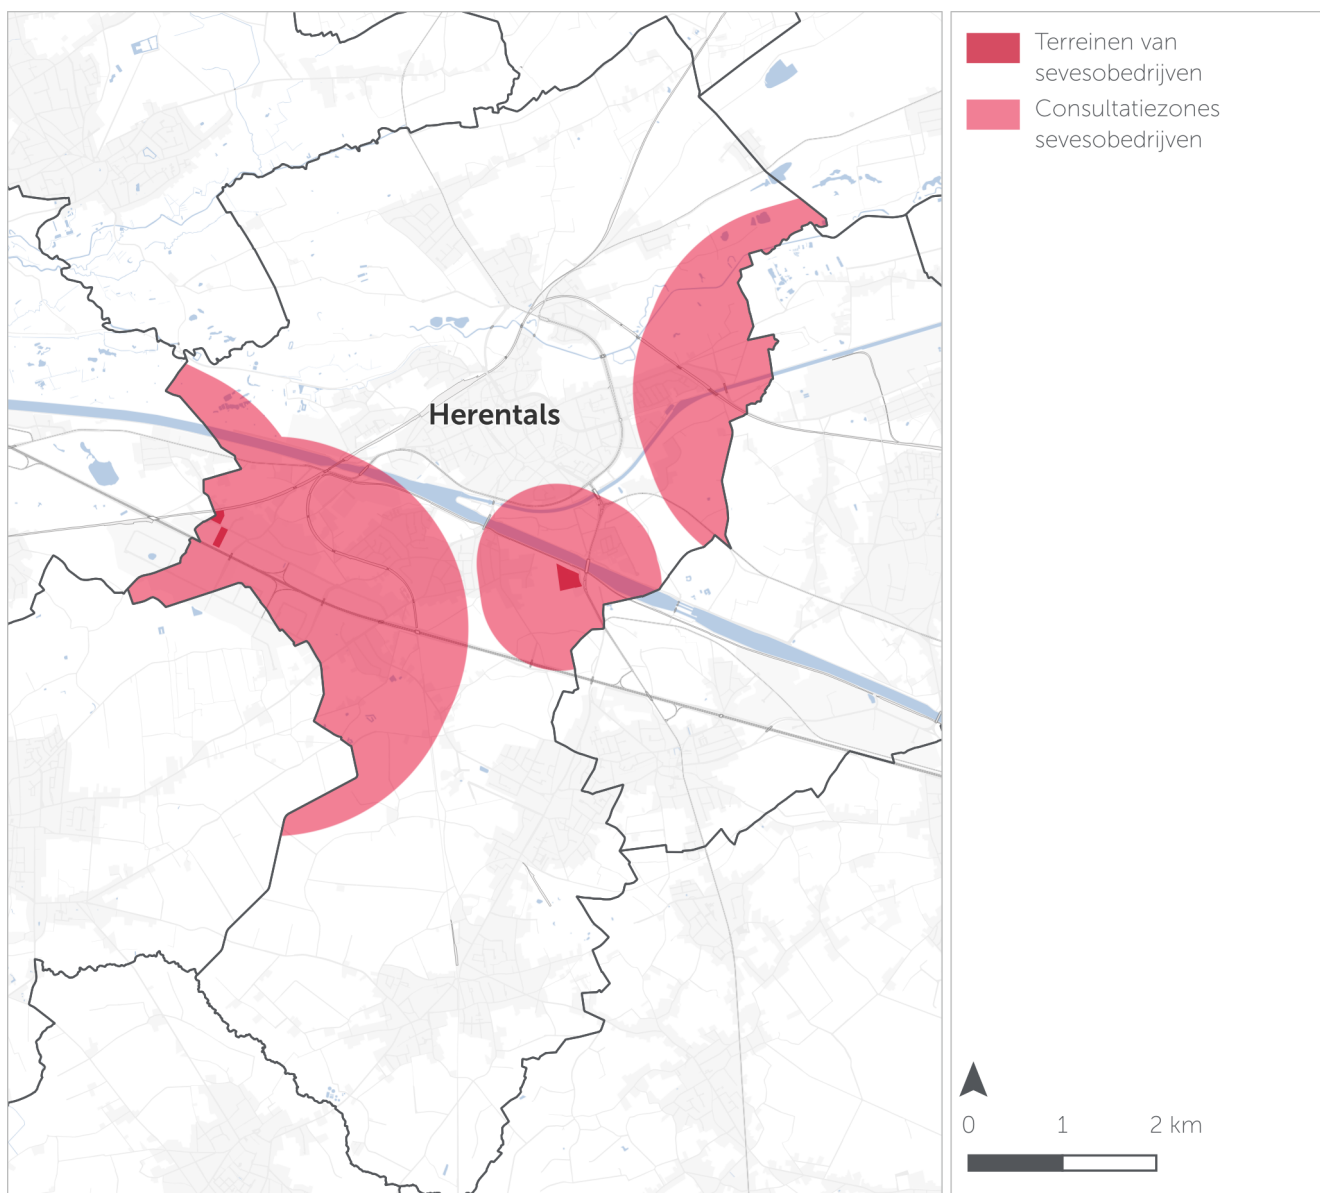 Terreinen van
sevesobedrijven
Consultatiezones
sevesobedrijven
Herentals
0 1 2 km